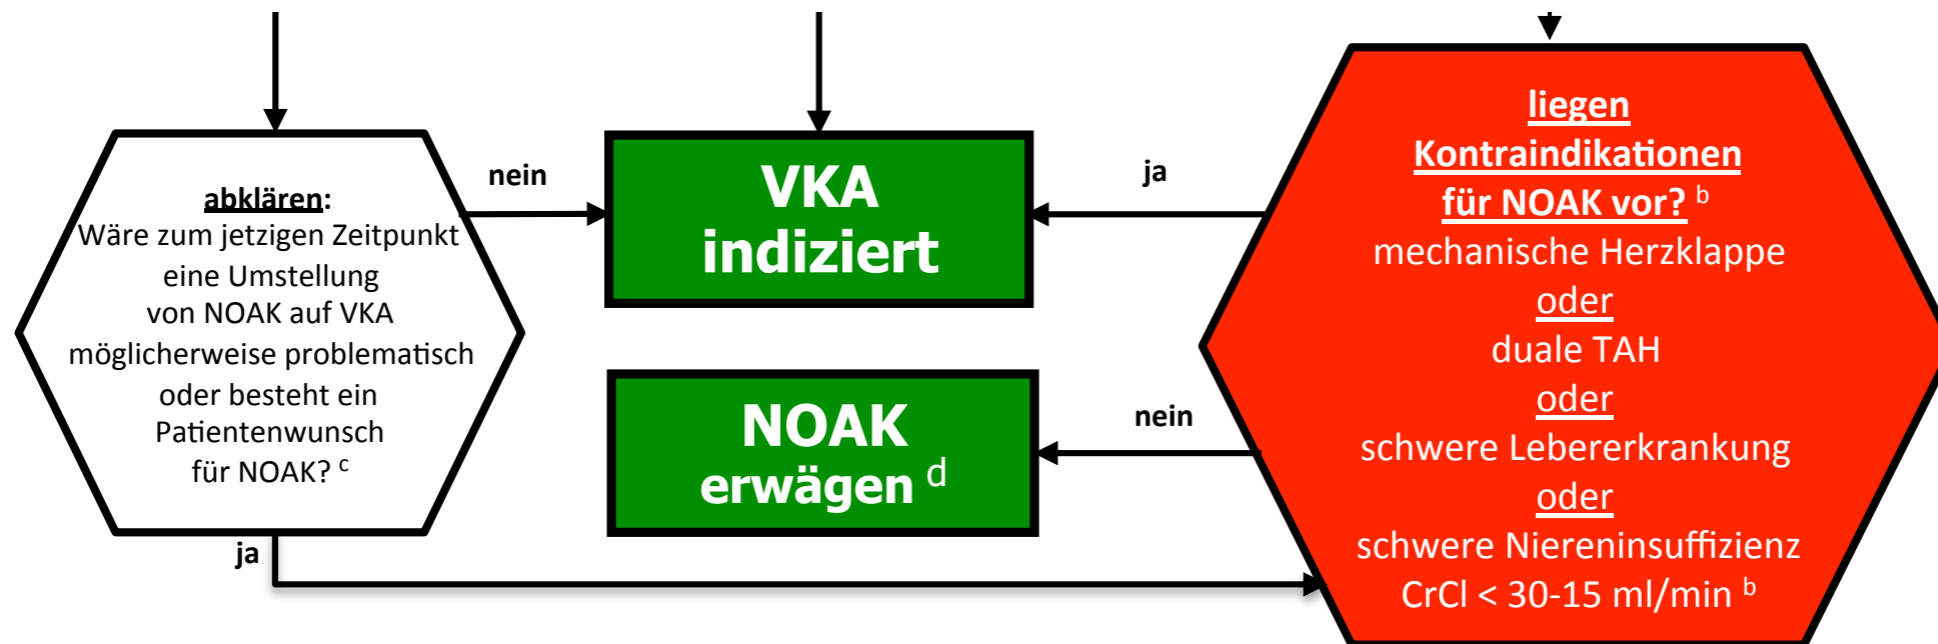 abklären:
Wäre zum jetzigen Zeitpunkt
eine Umstellung
von NOAK auf VKA
möglicherweise problematisch
oder besteht ein
Patientenwunsch
für NOAK? c
nein
ja
VKA
indiziert
NOAK
erwägen d
ja
nein
liegen
Kontraindikationen
für NOAK vor? b
mechanische Herzklappe
oder
duale TAH
oder
schwere Lebererkrankung
oder
schwere Niereninsuffizienz
CrCl < 30-15 ml/min b